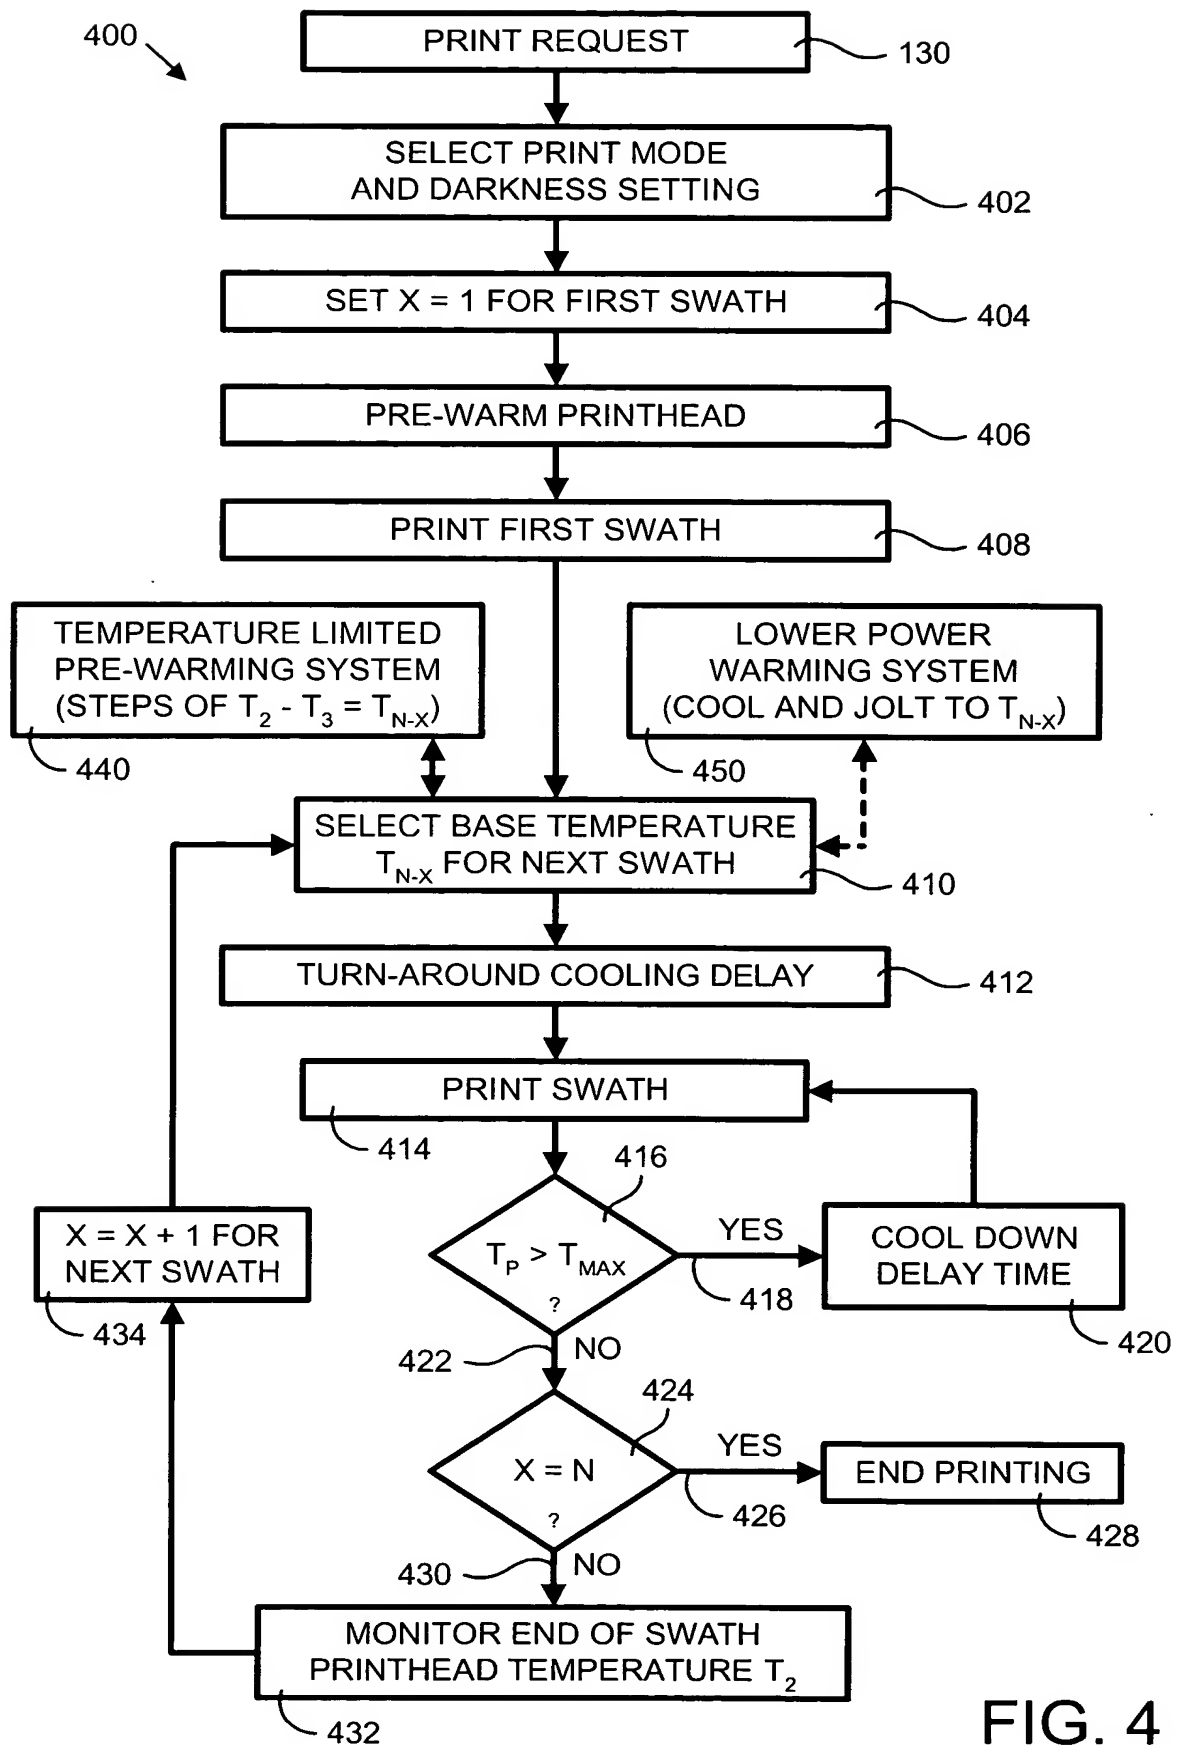 400
PRINT REQUEST
130
SELECT PRINT MODE
AND DARKNESS SETTING
402
SET X = 1 FOR FIRST SWATH
404
PRE-WARM PRINTHEAD
406
PRINT FIRST SWATH
408
TEMPERATURE LIMITED
PRE-WARMING SYSTEM
(STEPS OF T2 - T3 = TN-X)
440
LOWER POWER
WARMING SYSTEM
(COOL AND JOLT TO TN-X)
450
SELECT BASE TEMPERATURE
TN-X FOR NEXT SWATH
410
TURN-AROUND COOLING DELAY
412
PRINT SWATH
414
416
TP > TMAX
?
YES
418
COOL DOWN
DELAY TIME
420
X = X + 1 FOR
NEXT SWATH
434
422
NO
424
X = N
?
YES
426
END PRINTING
428
430
NO
MONITOR END OF SWATH
PRINTHEAD TEMPERATURE T2
432
FIG. 4